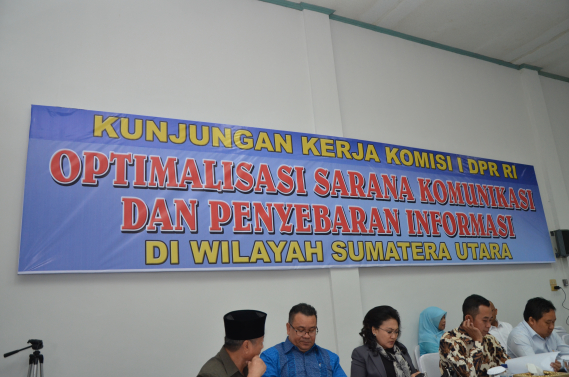 KUNJUNGAN KERJA KOMISI I DPR RI
OPTIMALISASI SARANA KOMUNIKASI
DAN PENYEBARAN INFORMASI
DI WILAYAH SUMATERA UTARA